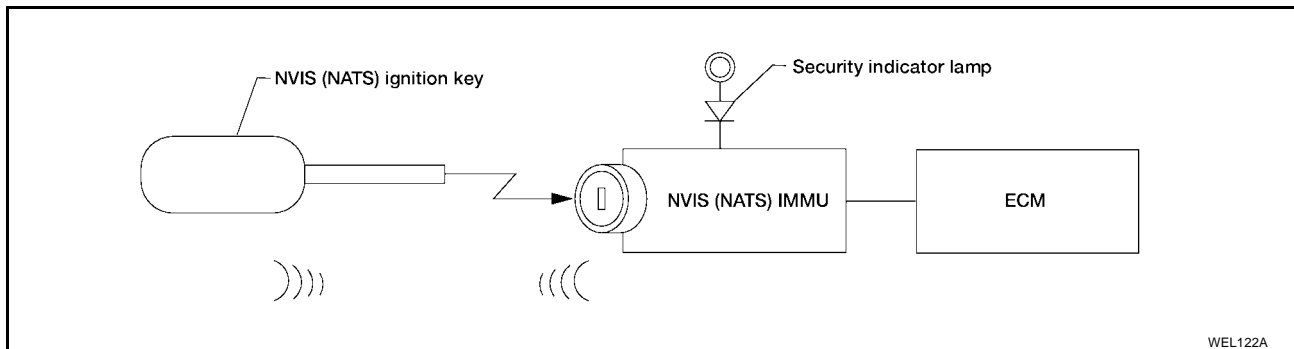 NVIS (NATS) ignition key
Security indicator lamp
NVIS (NATS) IMMU
ECM
WEL122A